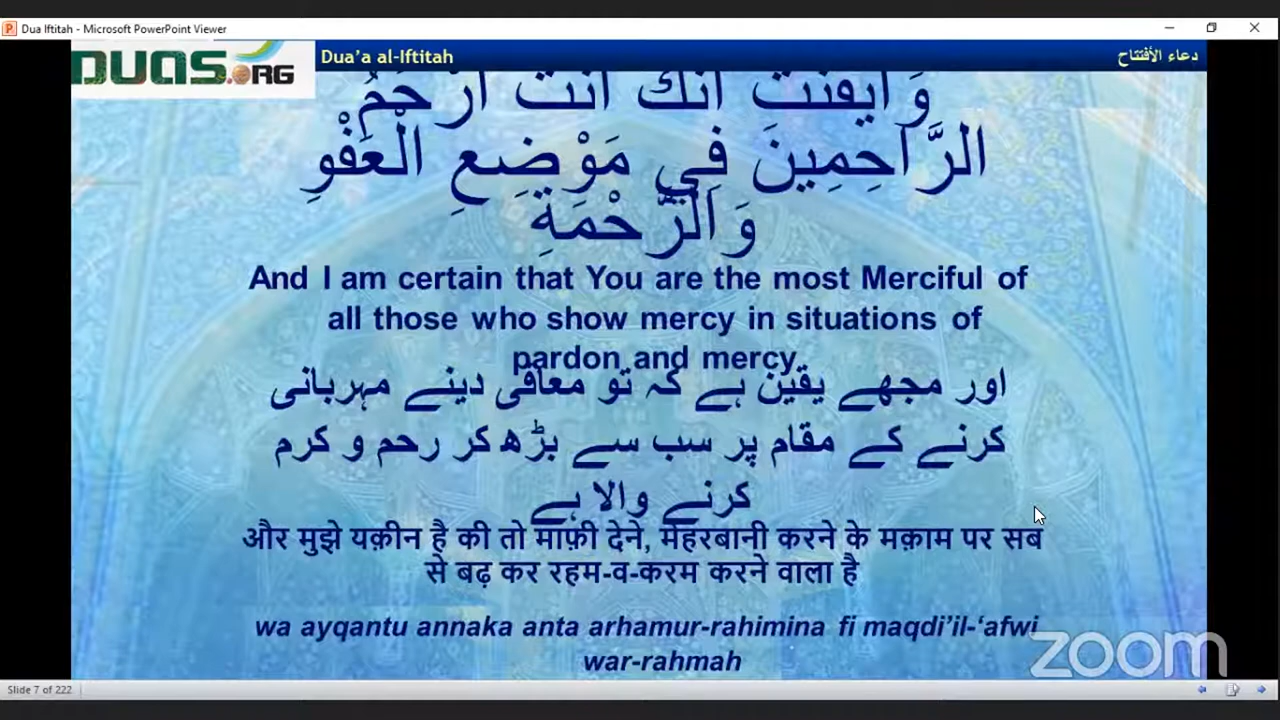 Dua Iftitah - Microsoft PowerPoint Viewer
DUAS.ORG
Dua’a al-Iftitah
دعاء الأفتتاح
وَأَيْقَنْتُ أَنَّكَ أَنْتَ أَرْحَمُ
الرَّاحِمِينَ فِي مَوْضِعِ الْعَفْوِ
وَالرَّحْمَةِ
And I am certain that You are the most Merciful of
all those who show mercy in situations of
pardon and mercy.
اور مجھے یقین ہے کہ تو معافی دینے مہربانی
کرنے کے مقام پر سب سے بڑھ کر رحم و کرم
کرنے والا ہے
और मुझे यक़ीन है की तो माफ़ी देने, मेहरबानी करने के मक़ाम पर सब
से बढ़ कर रहम-व-करम करने वाला है
wa ayqantu annaka anta arhamur-rahimina fi maqdi’il-‘afwi
war-rahmah
zoom
Slide 7 of 222